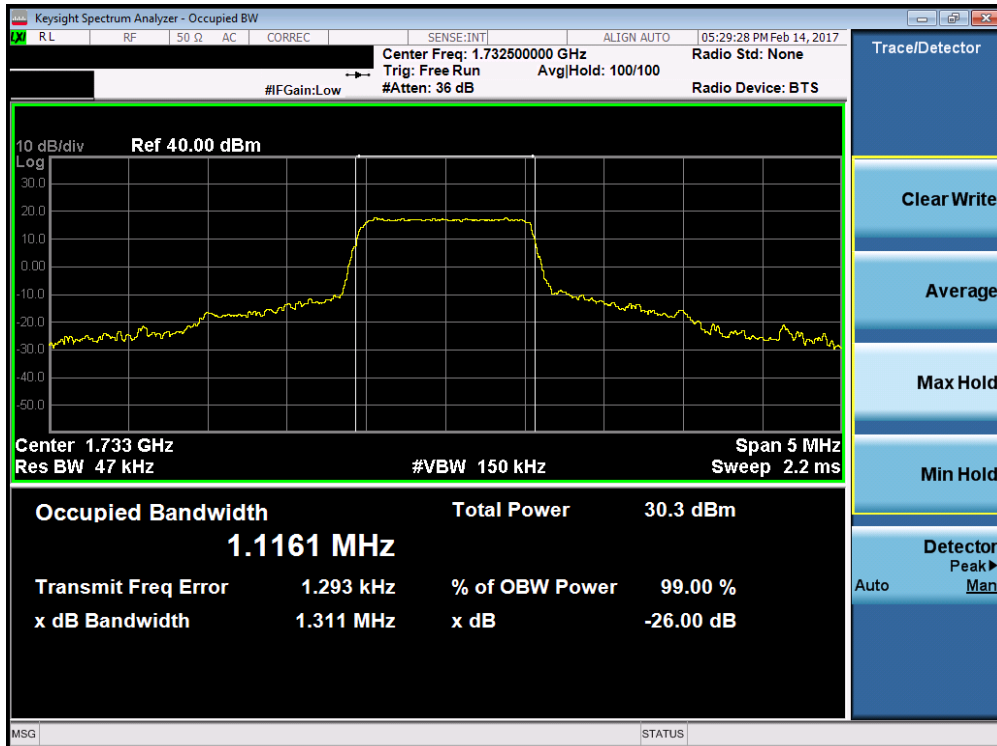 Keysight Spectrum Analyzer - Occupied BW
LXI RL RF 50 Ω AC CORREC SENSE:INT ALIGN AUTO 05:29:28 PM Feb 14, 2017
Center Freq: 1.732500000 GHz Radio Std: None
Trig: Free Run Avg|Hold: 100/100
#IFGain:Low #Atten: 36 dB Radio Device: BTS
10 dB/div Ref 40.00 dBm
Log
30.0
20.0
10.0
0.00
-10.0
-20.0
-30.0
-40.0
-50.0
Center 1.733 GHz Span 5 MHz
Res BW 47 kHz #VBW 150 kHz Sweep 2.2 ms
Occupied Bandwidth Total Power 30.3 dBm
1.1161 MHz
Transmit Freq Error 1.293 kHz % of OBW Power 99.00 %
x dB Bandwidth 1.311 MHz x dB -26.00 dB
MSG STATUS
Trace/Detector
Clear Write
Average
Max Hold
Min Hold
Detector
Peak▶
Auto Man